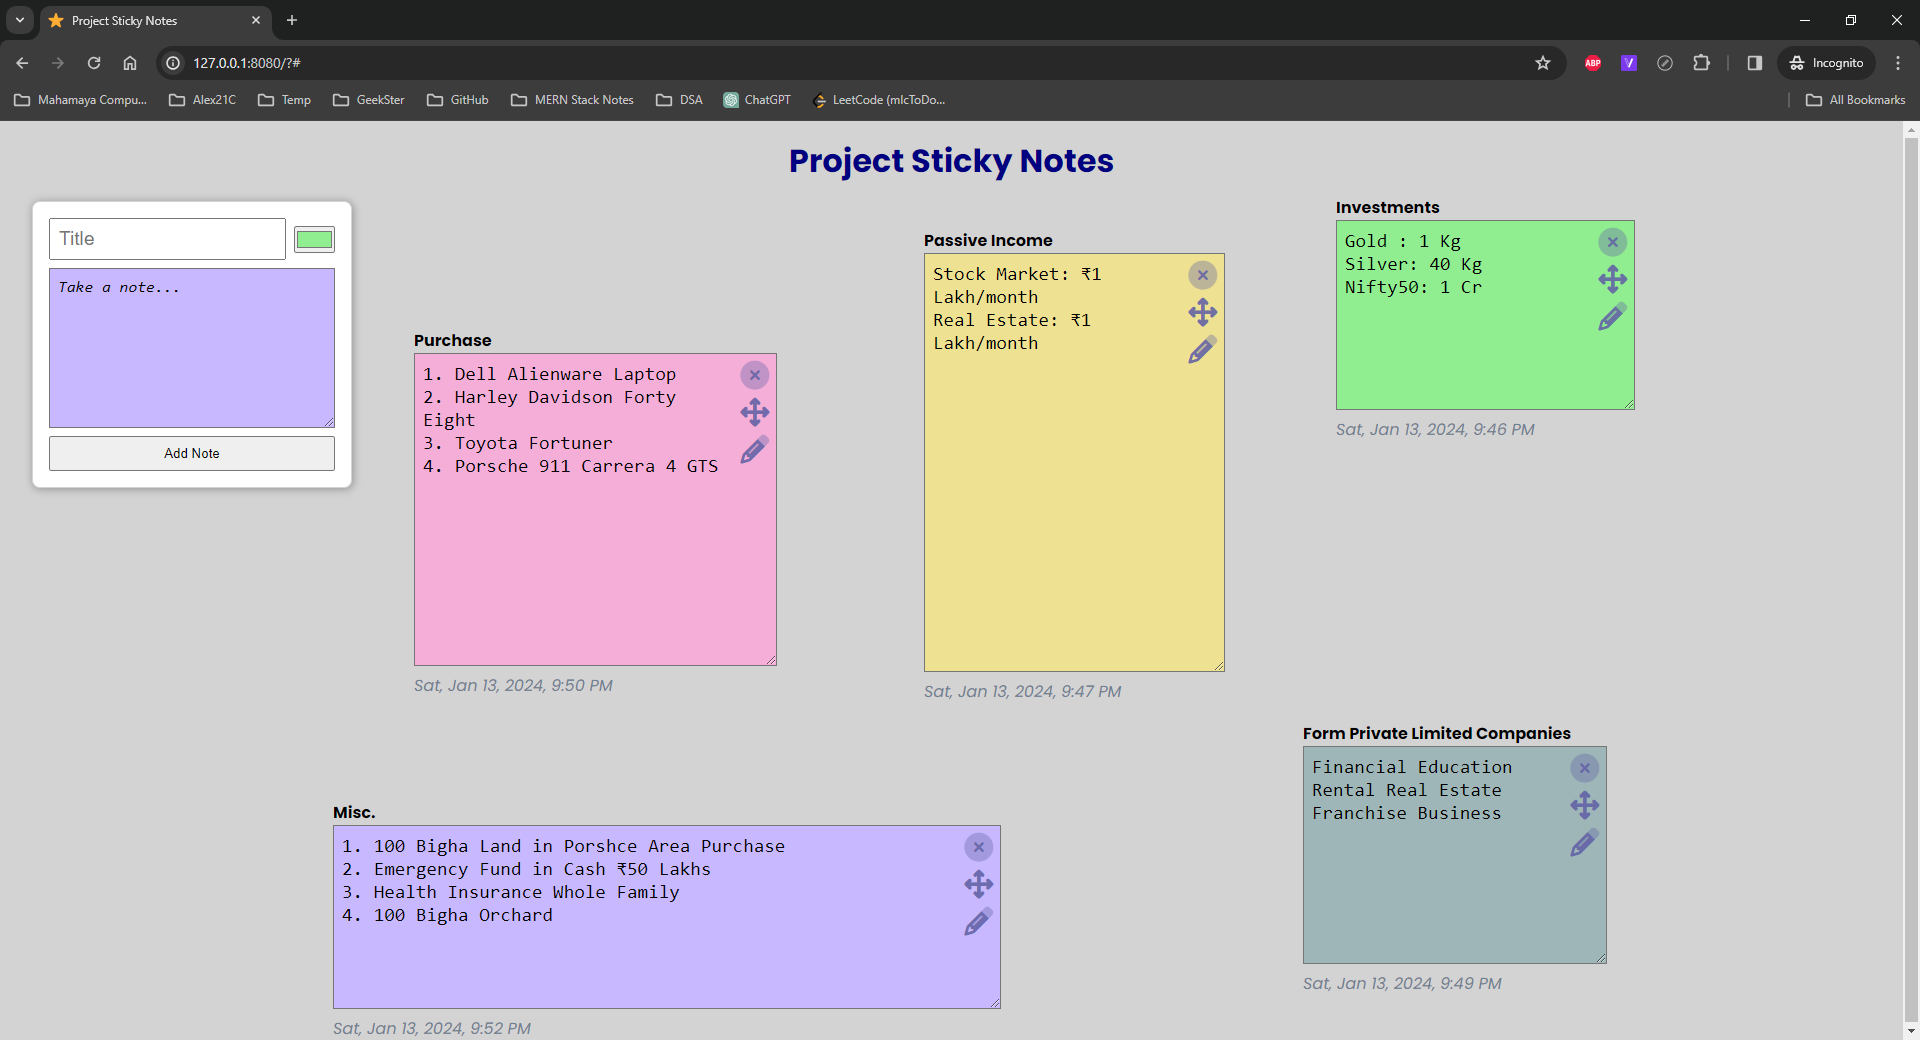 Project Sticky Notes
127.0.0.1:8080/?#
Incognito
Mahamaya Compu...
Alex21C
Temp
GeekSter
GitHub
MERN Stack Notes
DSA
ChatGPT
LeetCode (mIcToDo...
All Bookmarks
ABP
Project Sticky Notes
Title
Take a note...
Add Note
Purchase
1. Dell Alienware Laptop
2. Harley Davidson Forty
Eight
3. Toyota Fortuner
4. Porsche 911 Carrera 4 GTS
Sat, Jan 13, 2024, 9:50 PM
Passive Income
Stock Market: ₹1
Lakh/month
Real Estate: ₹1
Lakh/month
Sat, Jan 13, 2024, 9:47 PM
Investments
Gold : 1 Kg
Silver: 40 Kg
Nifty50: 1 Cr
Sat, Jan 13, 2024, 9:46 PM
Form Private Limited Companies
Financial Education
Rental Real Estate
Franchise Business
Sat, Jan 13, 2024, 9:49 PM
Misc.
1. 100 Bigha Land in Porshce Area Purchase
2. Emergency Fund in Cash ₹50 Lakhs
3. Health Insurance Whole Family
4. 100 Bigha Orchard
Sat, Jan 13, 2024, 9:52 PM